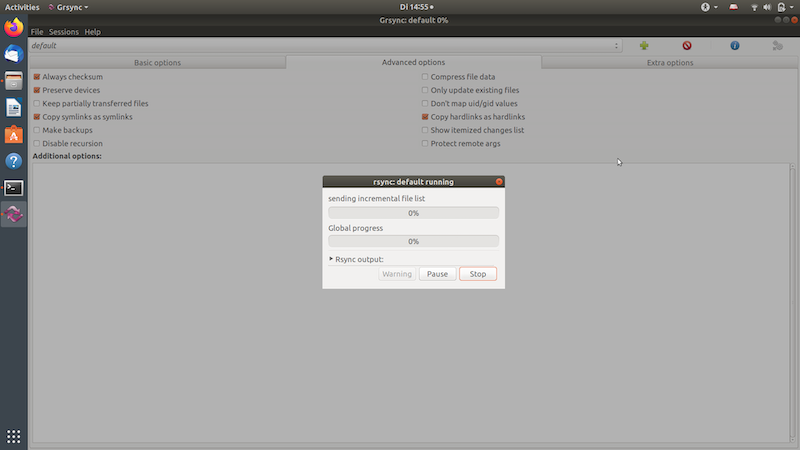 Activities Grsync Di 14:55
Grsync: default 0%
File Sessions Help
default
Basic options Advanced options Extra options
Always checksum Compress file data
Preserve devices Only update existing files
Keep partially transferred files Don't map uid/gid values
Copy symlinks as symlinks Copy hardlinks as hardlinks
Make backups Show itemized changes list
Disable recursion Protect remote args
Additional options:
rsync: default running
sending incremental file list
0%
Global progress
0%
Rsync output:
Warning Pause Stop